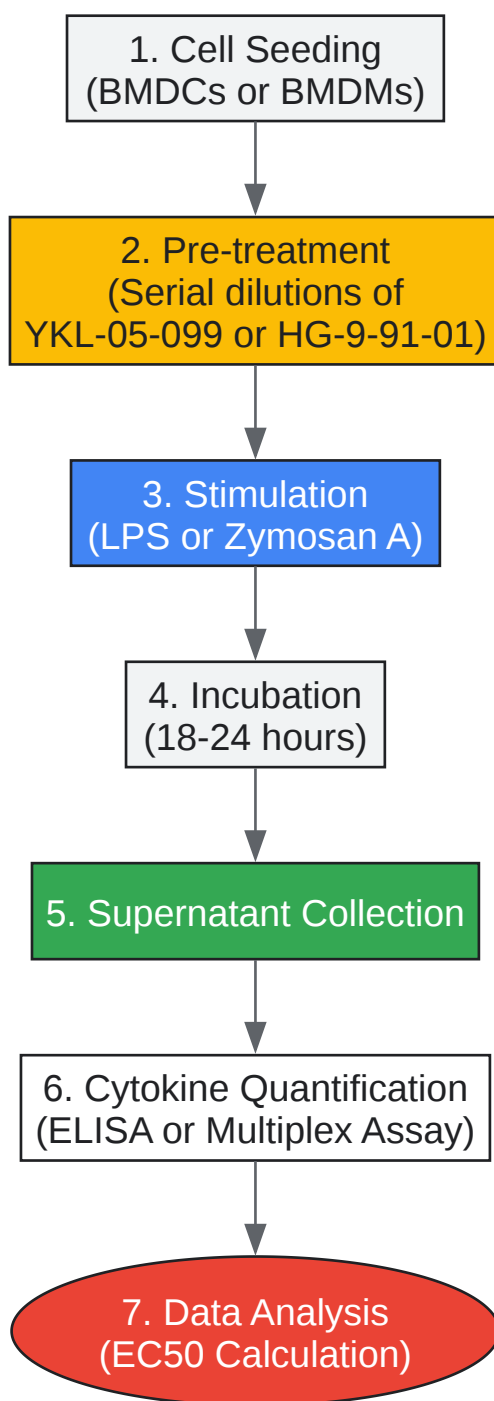 1. Cell Seeding
(BMDCs or BMDMs)
2. Pre-treatment
(Serial dilutions of
YKL-05-099 or HG-9-91-01)
3. Stimulation
(LPS or Zymosan A)
4. Incubation
(18-24 hours)
5. Supernatant Collection
6. Cytokine Quantification
(ELISA or Multiplex Assay)
7. Data Analysis
(EC50 Calculation)